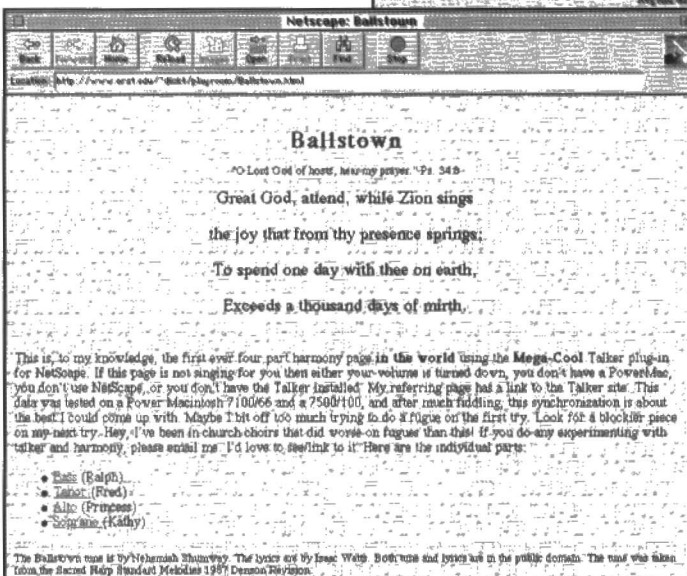 Netscape: Ballstown
Back Forward Home Reload Images Open Print Find Stop
Location: http://www.orst.edu/~dickt/playroom/Ballstown.html
Ballstown
"O Lord God of hosts, hear my prayer." Ps. 84:8
Great God, attend, while Zion sings
the joy that from thy presence springs;
To spend one day with thee on earth,
Exceeds a thousand days of mirth.
This is, to my knowledge, the first ever four part harmony page in the world using the Mega-Cool Talker plug-in
for NetScape. If this page is not singing for you then either your volume is turned down, you don't have a PowerMac,
you don't use NetScape, or you don't have the Talker installed. My referring page has a link to the Talker site. This
data was tested on a Power Macintosh 7100/66 and a 7500/100, and after much fiddling, this synchronization is about
the best I could come up with. Maybe I bit off too much trying to do a fugue on the first try. Look for a blockier piece
on my next try. Hey, I've been in church choirs that did worse on fugues than this! If you do any experimenting with
talker and harmony, please email me. I'd love to see/link to it. Here are the individual parts:
• Bass (Ralph)
• Tenor (Fred)
• Alto (Princess)
• Soprano (Kathy)
The Ballstown tune is by Nehemiah Shumway. The lyrics are by Isaac Watts. Both tune and lyrics are in the public domain. The tune was taken
from the Sacred Harp Standard Melodies 1987 Denson Revision.